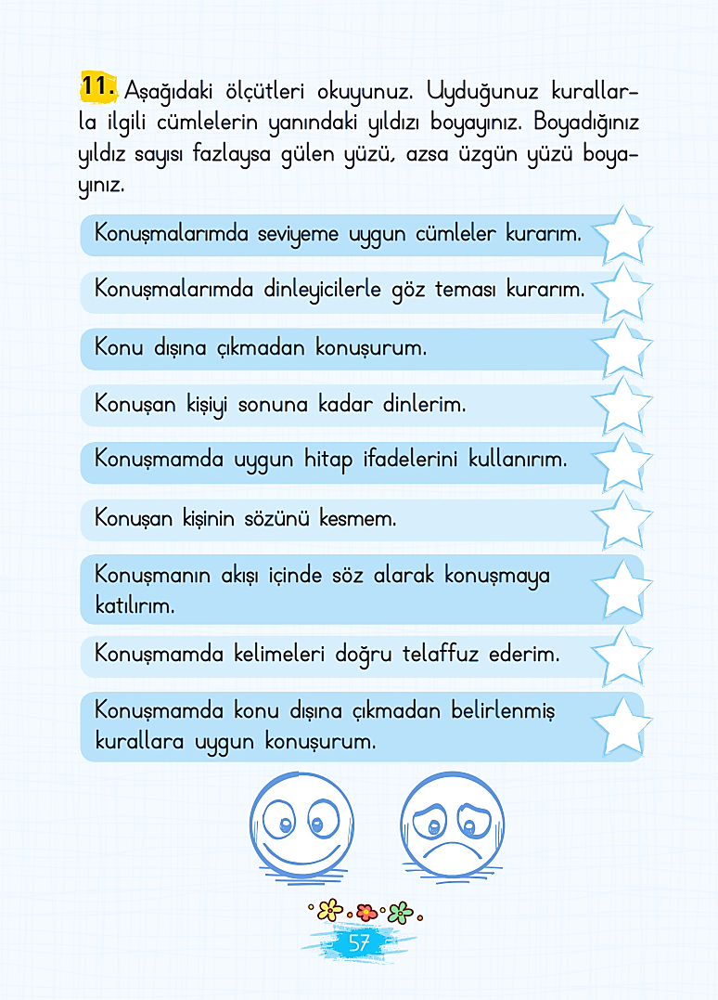 11. Aşağıdaki ölçütleri okuyunuz. Uyduğunuz kurallar-
la ilgili cümlelerin yanındaki yıldızı boyayınız. Boyadığınız
yıldız sayısı fazlaysa gülen yüzü, azsa üzgün yüzü boya-
yınız.
Konuşmalarımda seviyeme uygun cümleler kurarım.
Konuşmalarımda dinleyicilerle göz teması kurarım.
Konu dışına çıkmadan konuşurum.
Konuşan kişiyi sonuna kadar dinlerim.
Konuşmamda uygun hitap ifadelerini kullanırım.
Konuşan kişinin sözünü kesmem.
Konuşmanın akışı içinde söz alarak konuşmaya
katılırım.
Konuşmamda kelimeleri doğru telaffuz ederim.
Konuşmamda konu dışına çıkmadan belirlenmiş
kurallara uygun konuşurum.
57